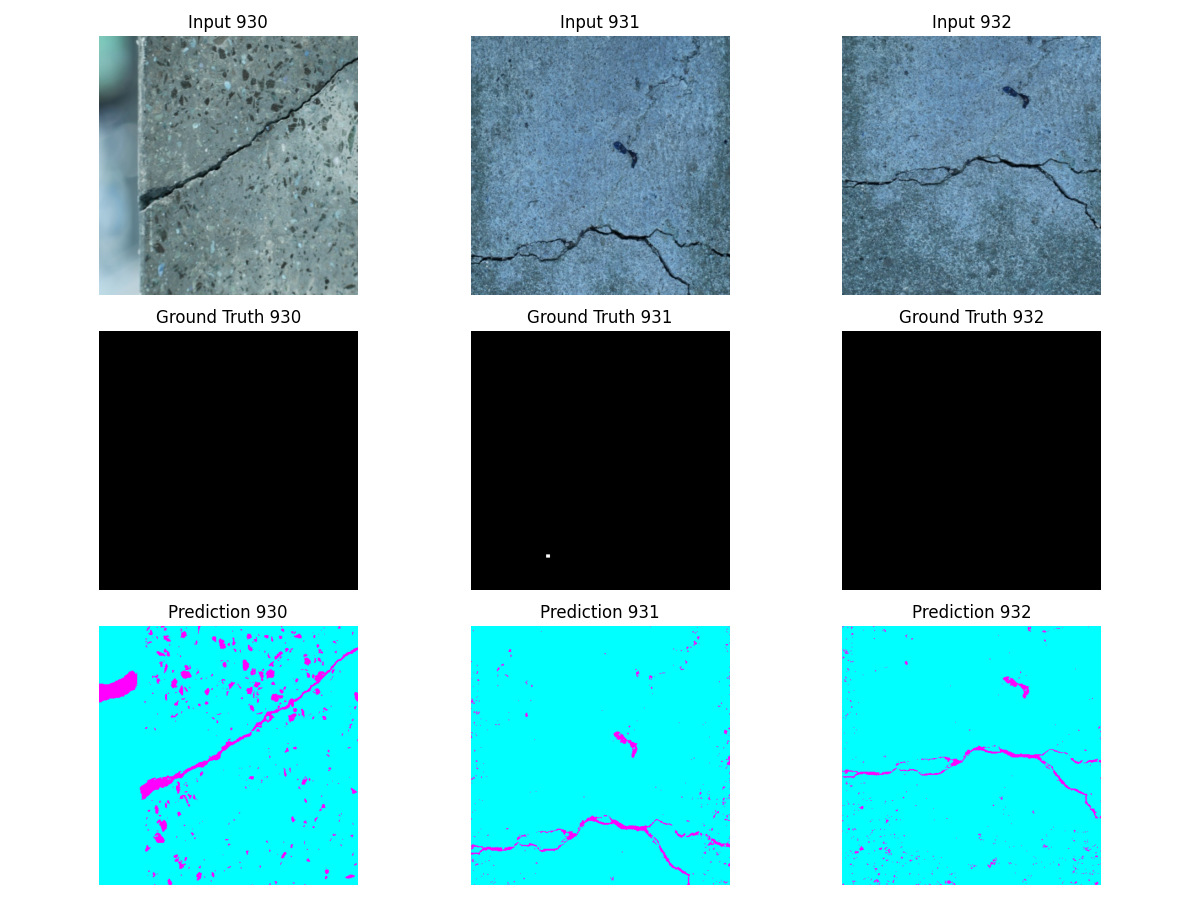 Input 930
Input 931
Input 932
Ground Truth 930
Ground Truth 931
Ground Truth 932
Prediction 930
Prediction 931
Prediction 932